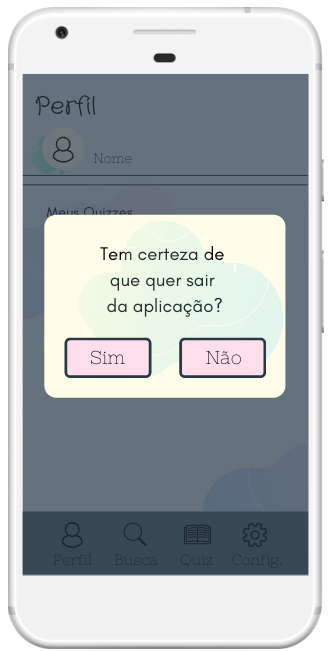 Perfil
Nome
Meus Quizzes
Tem certeza de
que quer sair
da aplicação?
Sim Não
Perfil Busca Quiz Config.